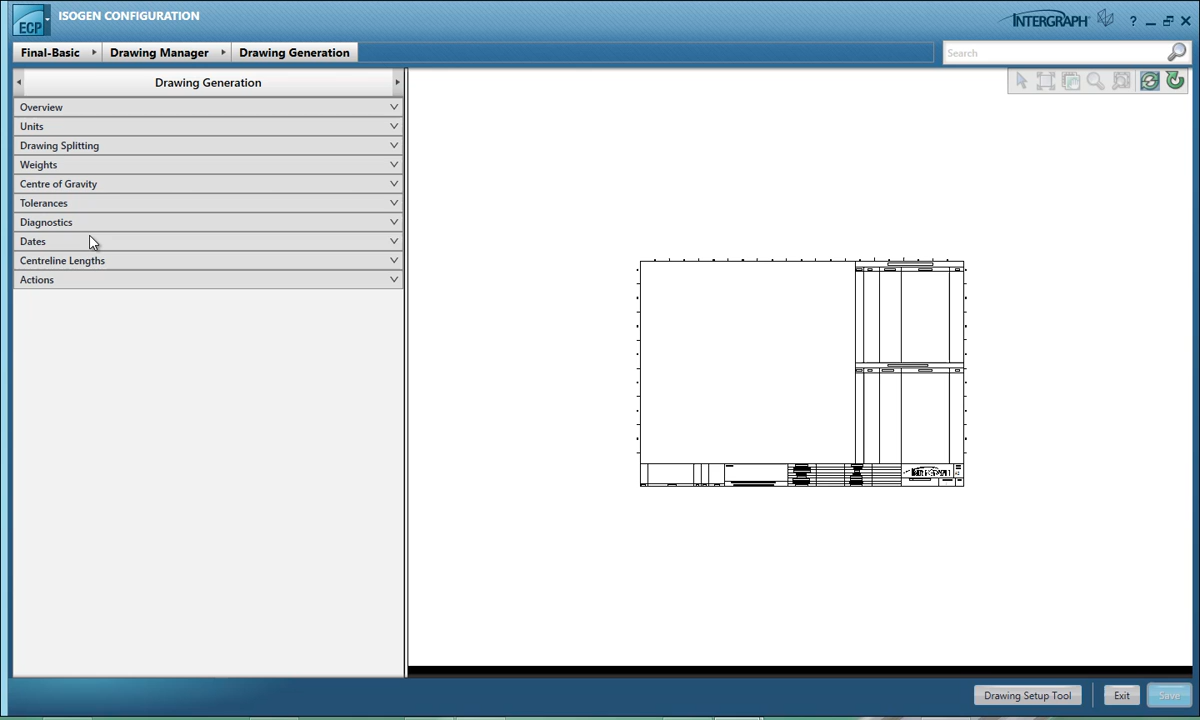 ISOGEN CONFIGURATION
ECP
INTERGRAPH
?
Final-Basic
Drawing Manager
Drawing Generation
Search
Drawing Generation
Overview
Units
Drawing Splitting
Weights
Centre of Gravity
Tolerances
Diagnostics
Dates
Centreline Lengths
Actions
INTERGRAPH
Drawing Setup Tool
Exit
Save